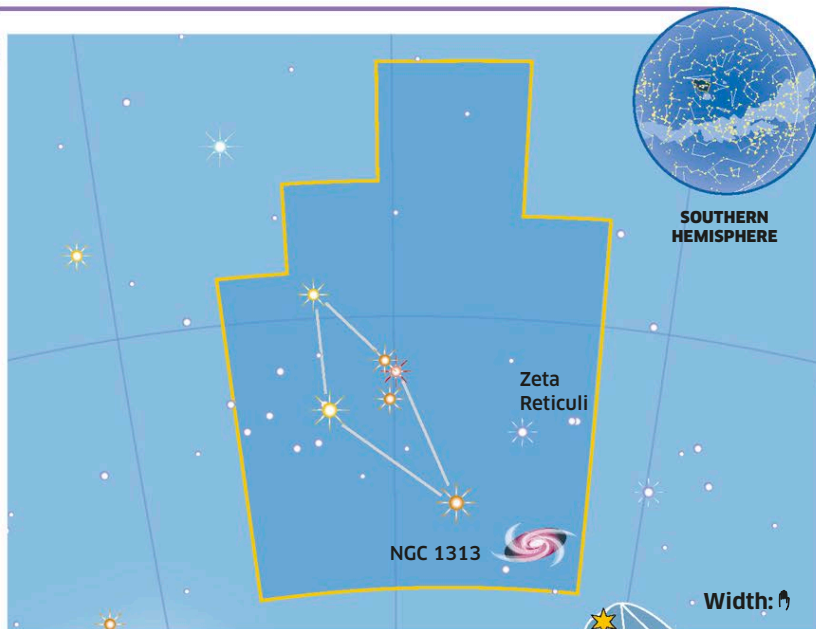 SOUTHERN
HEMISPHERE
Zeta
Reticuli
NGC 1313
Width: